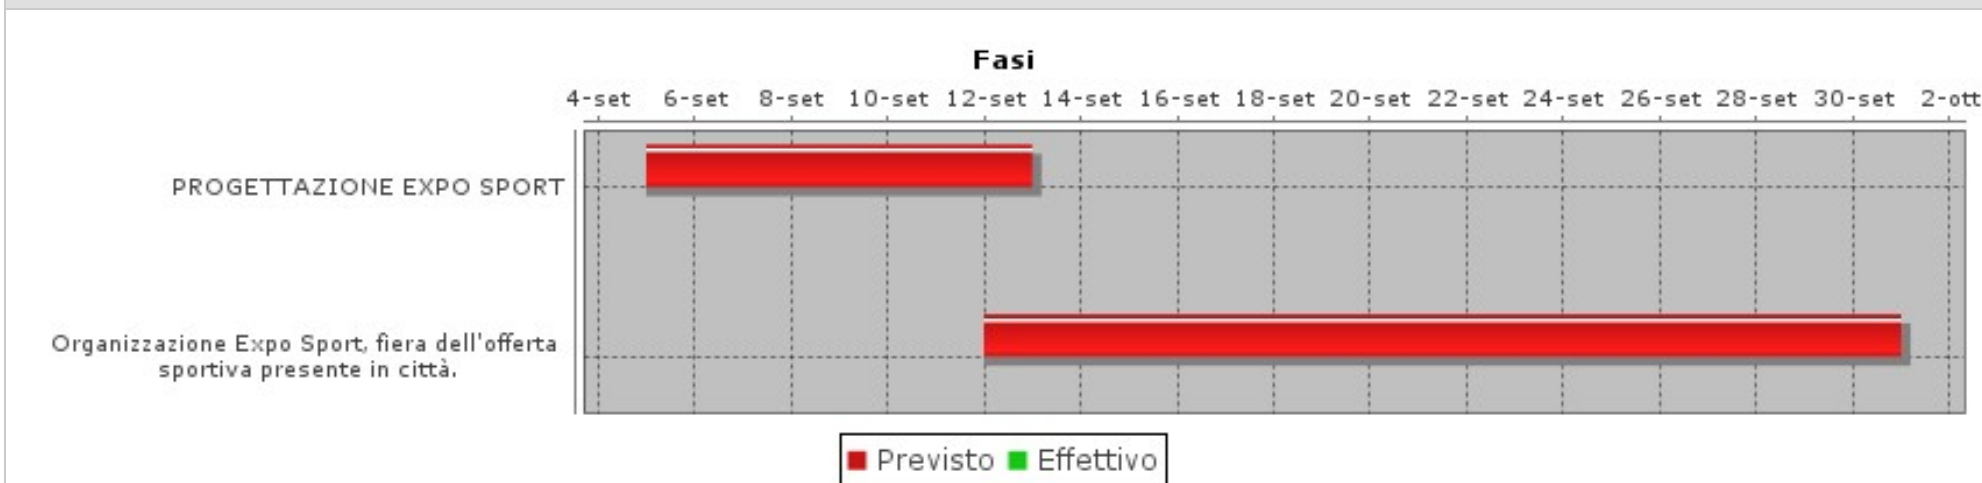 Fasi
4-set 6-set 8-set 10-set 12-set 14-set 16-set 18-set 20-set 22-set 24-set 26-set 28-set 30-set 2-ott
PROGETTAZIONE EXPO SPORT
Organizzazione Expo Sport, fiera dell'offerta
sportiva presente in città.
Previsto Effettivo